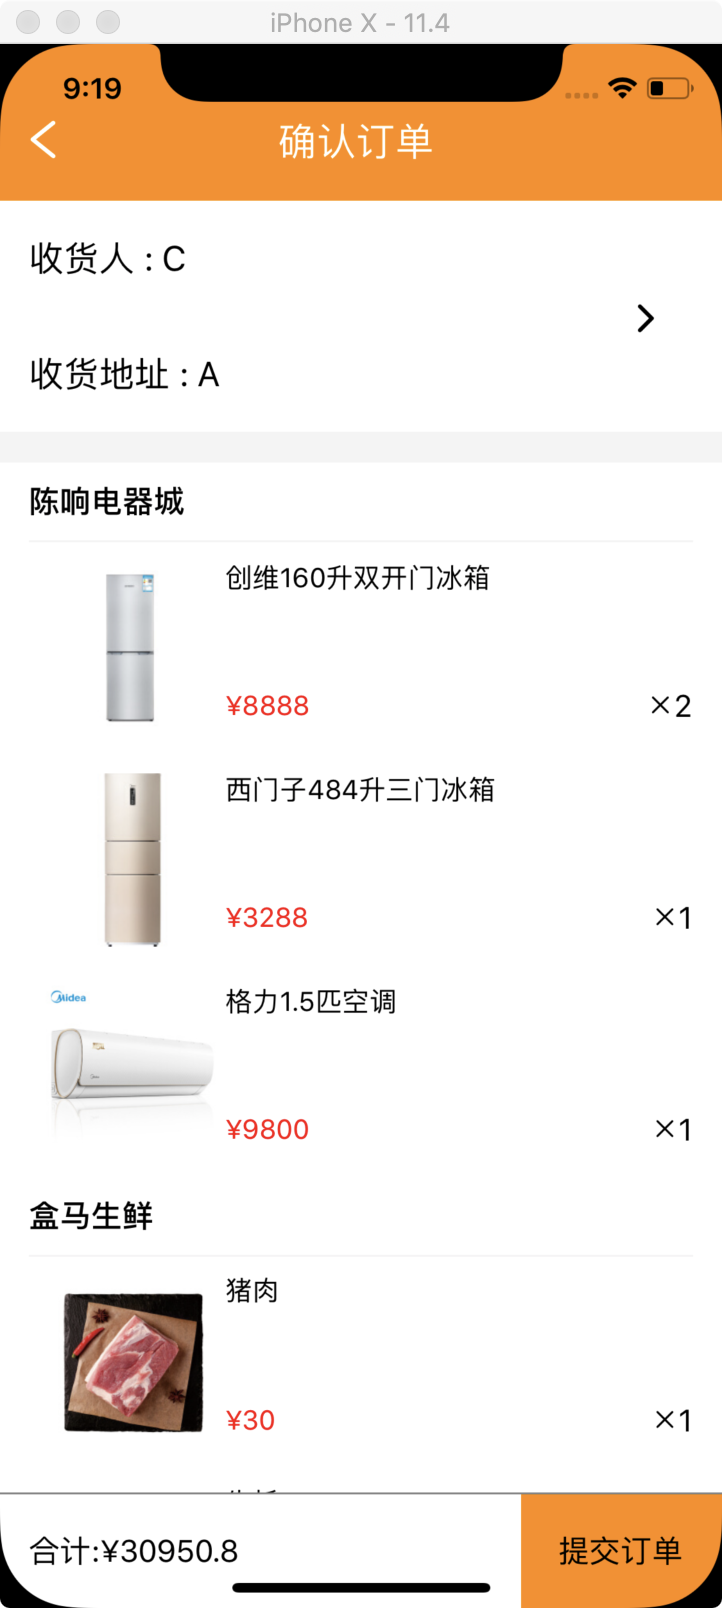 iPhone X - 11.4
9:19
确认订单
收货人 : C
收货地址 : A
陈响电器城
创维160升双开门冰箱
¥8888
×2
西门子484升三门冰箱
¥3288
×1
Midea
格力1.5匹空调
¥9800
×1
盒马生鲜
猪肉
¥30
×1
合计:¥30950.8
提交订单